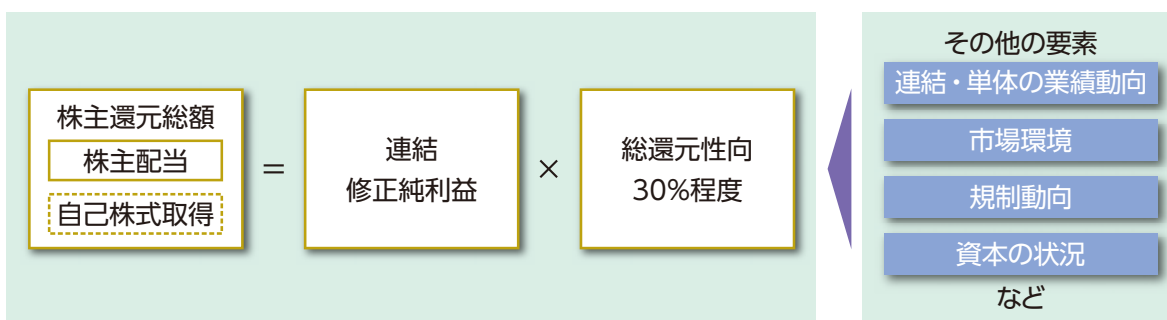 株主還元総額
株主配当
自己株式取得
＝
連結
修正純利益
×
総還元性向
30%程度
その他の要素
連結・単体の業績動向
市場環境
規制動向
資本の状況
など